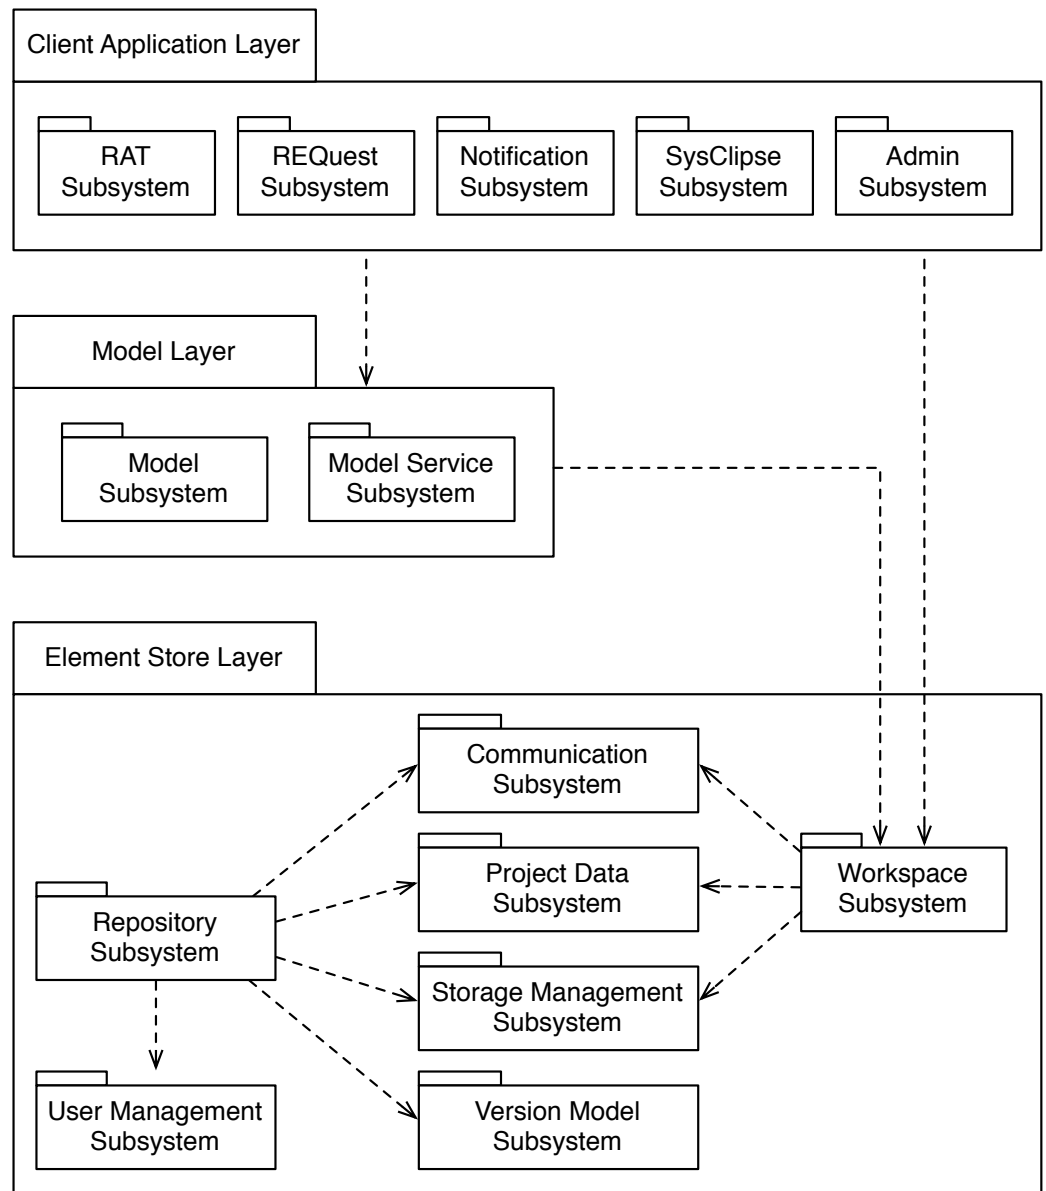 Client Application Layer
RAT
Subsystem
REQuest
Subsystem
Notification
Subsystem
SysClipse
Subsystem
Admin
Subsystem
Model Layer
Model
Subsystem
Model Service
Subsystem
Element Store Layer
Communication
Subsystem
Project Data
Subsystem
Workspace
Subsystem
Repository
Subsystem
Storage Management
Subsystem
User Management
Subsystem
Version Model
Subsystem